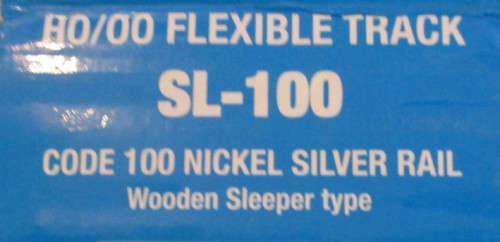 HO/OO FLEXIBLE TRACK
SL-100
CODE 100 NICKEL SILVER RAIL
Wooden Sleeper type